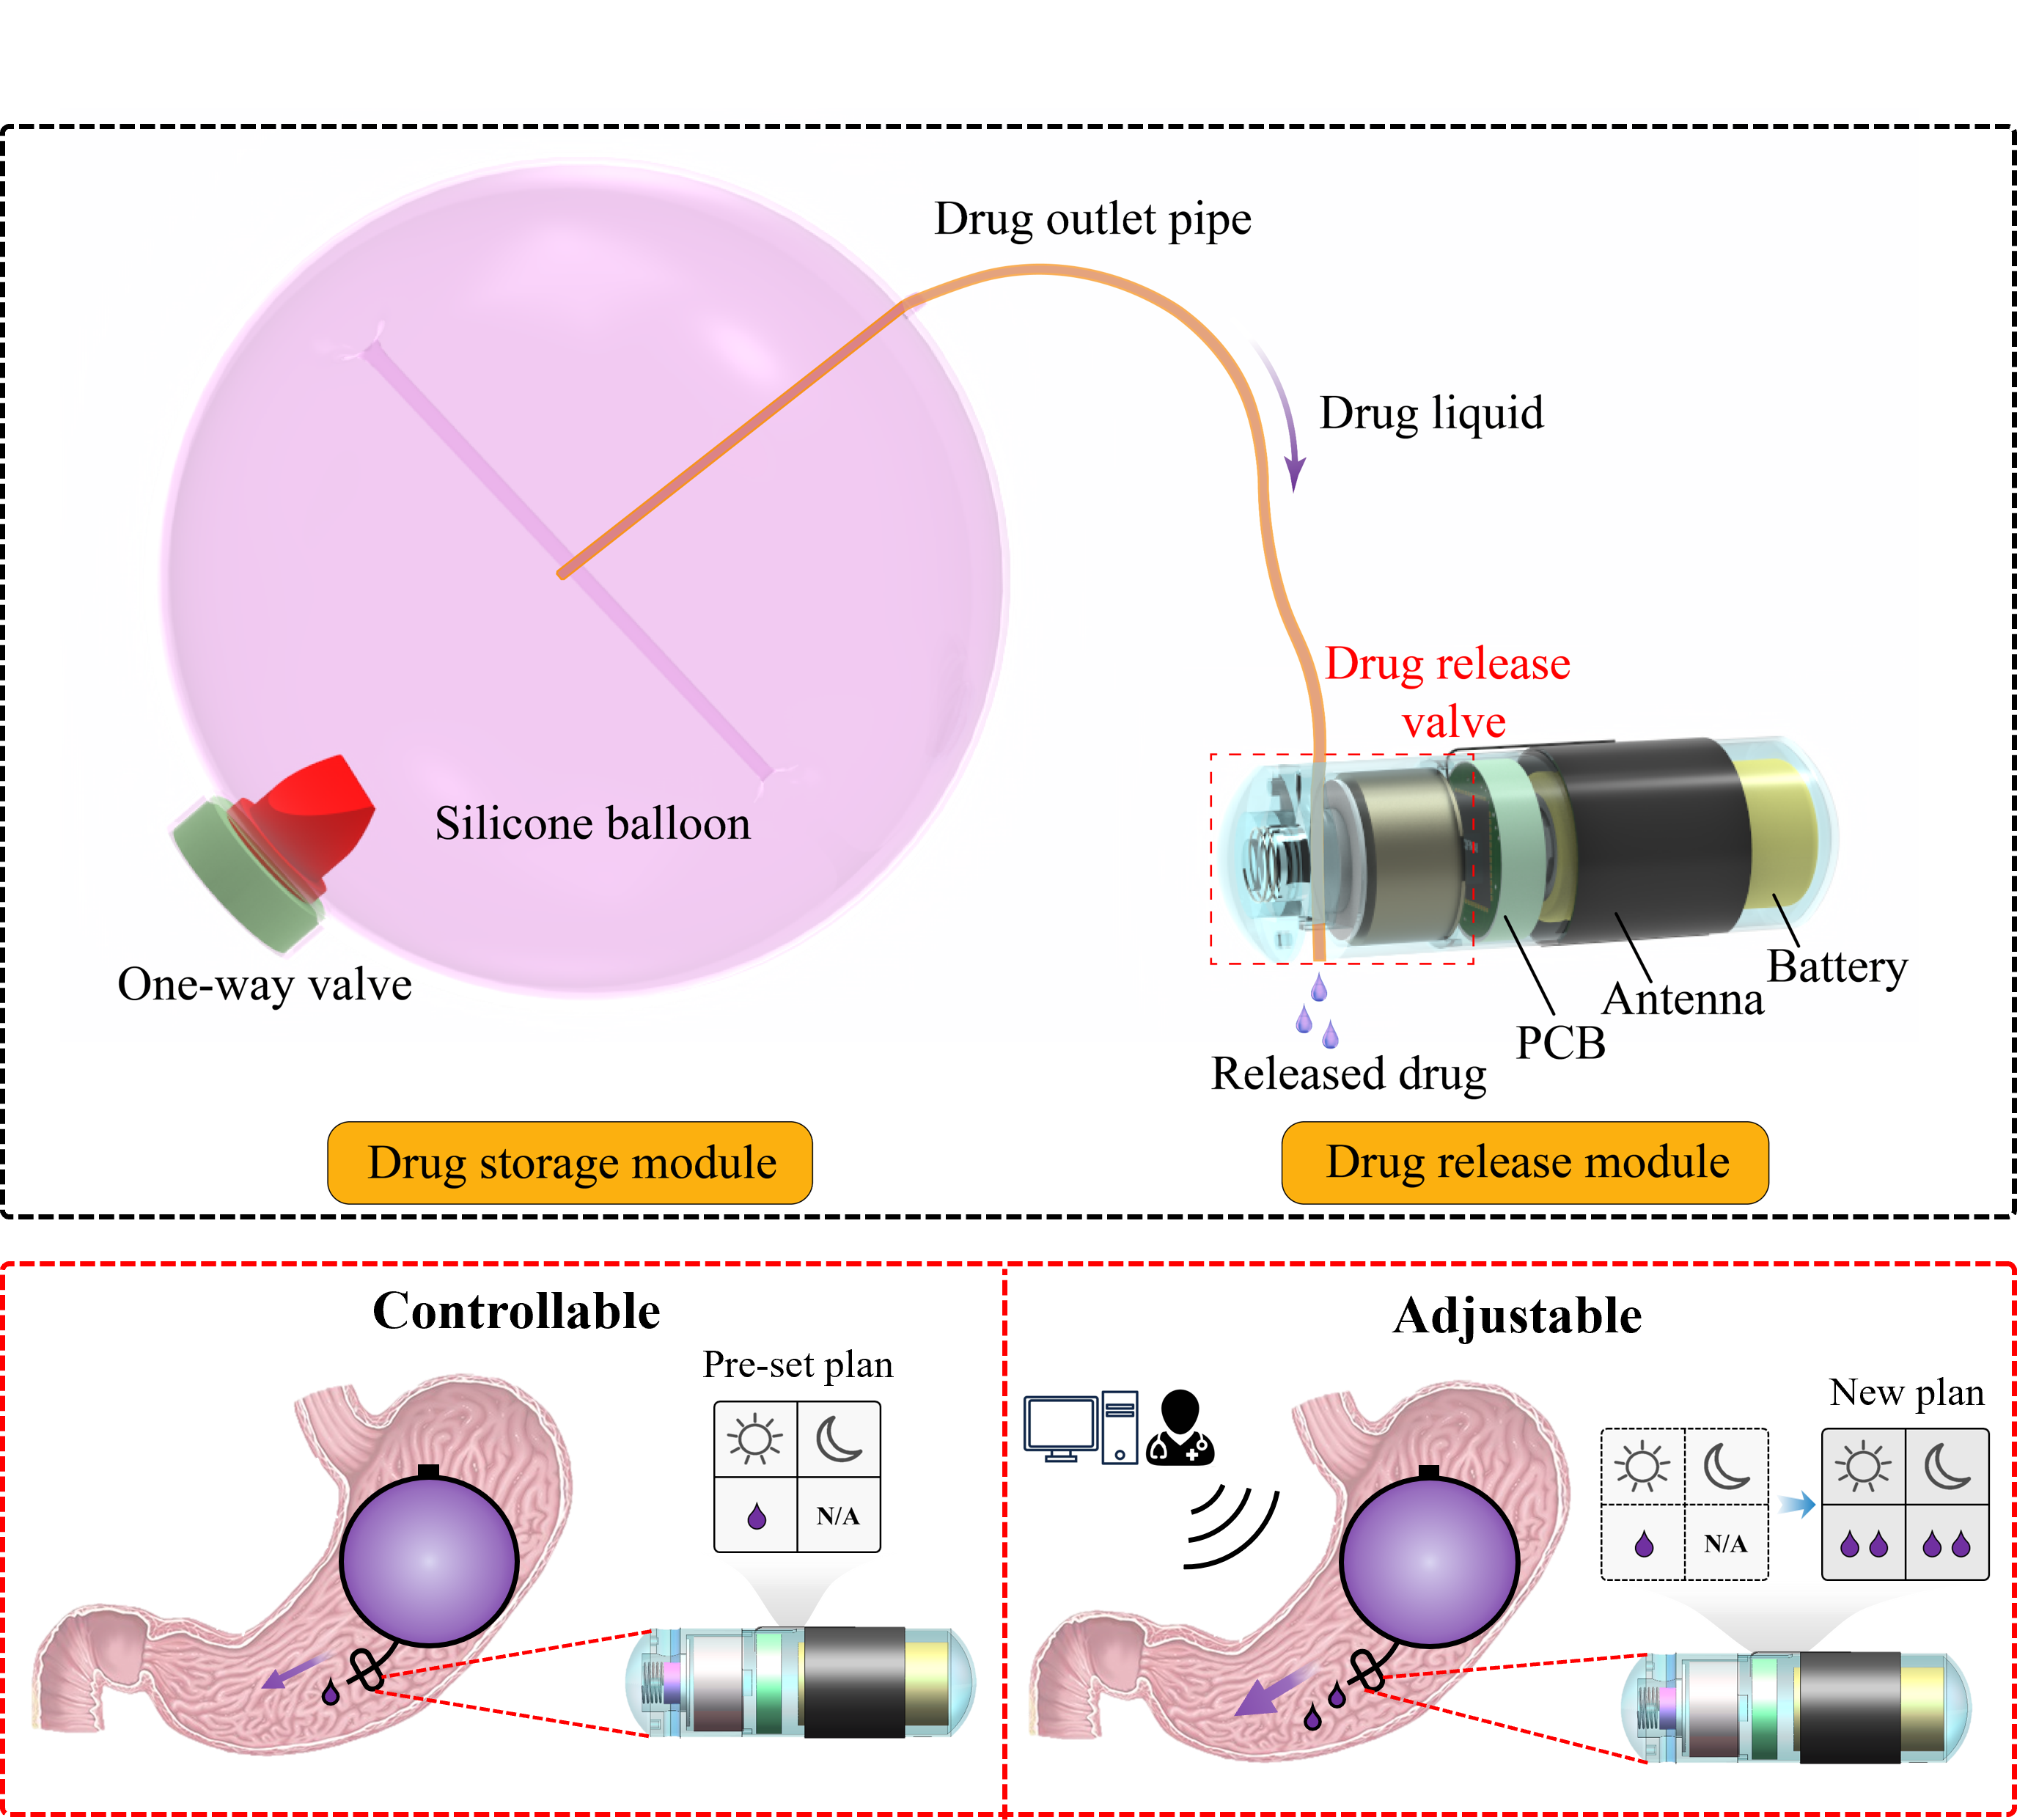 Drug outlet pipe
Drug liquid
Drug release
valve
Silicone balloon
One-way valve
Battery
Antenna
PCB
Released drug
Drug storage module
Drug release module
Controllable
Pre-set plan
N/A
Adjustable
New plan
N/A